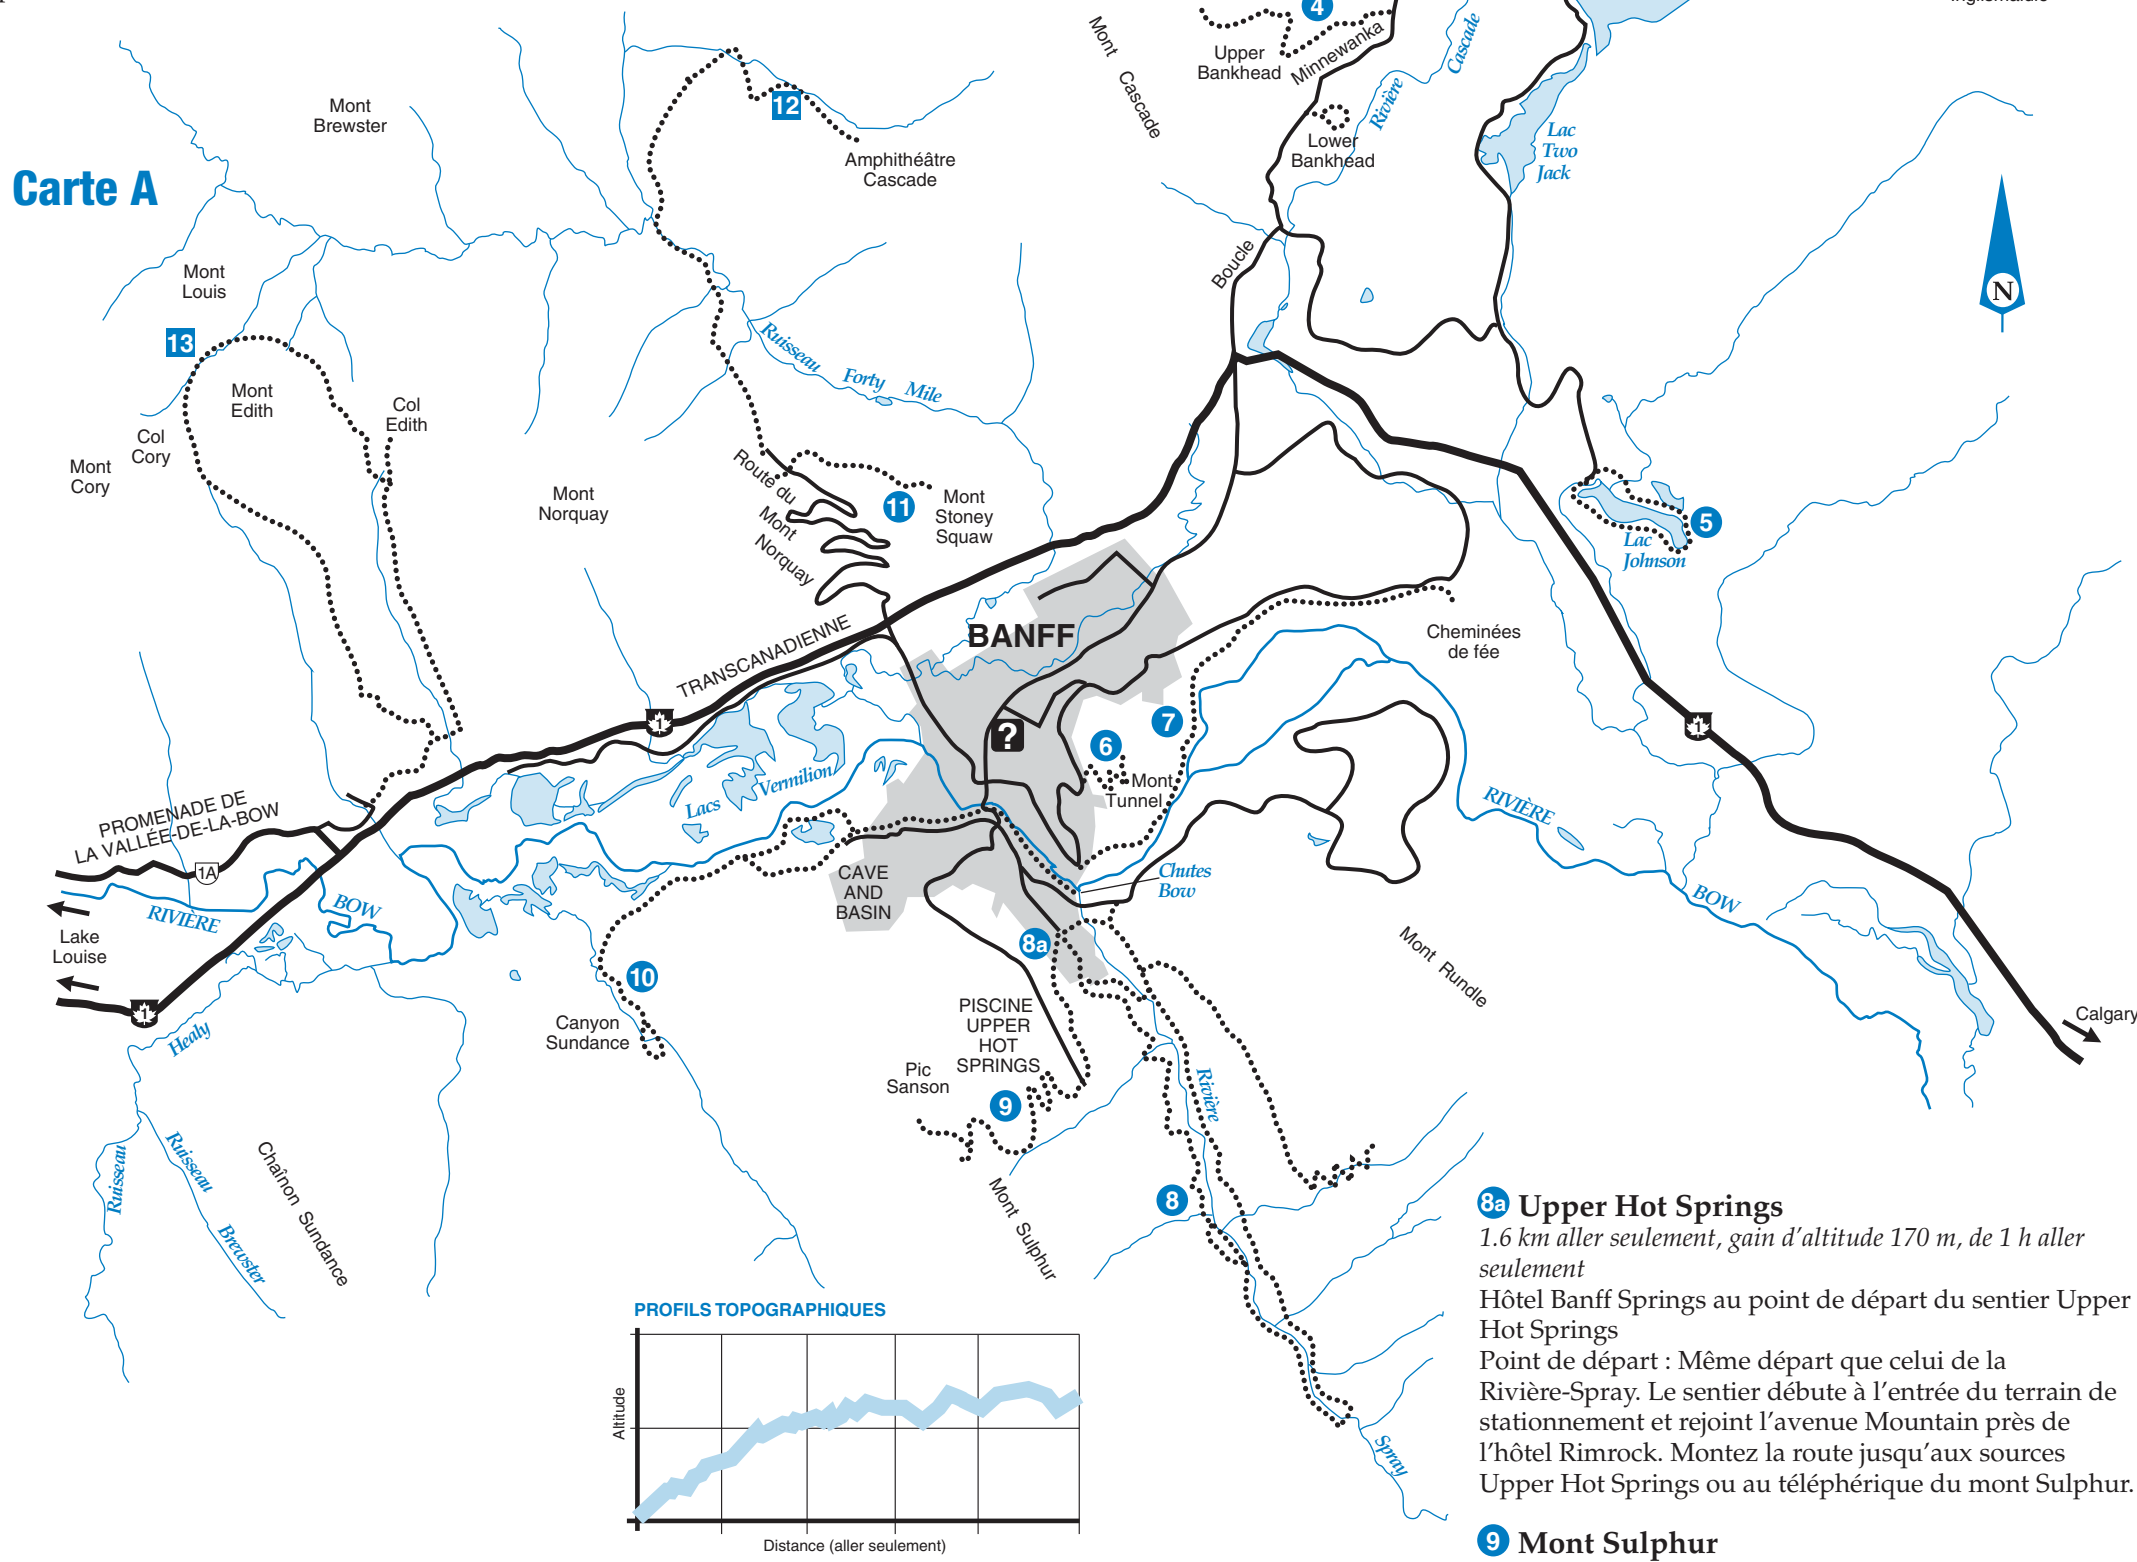 Inglismaldie
4
Upper
Bankhead
Minnewanka
Mont Cascade
Rivière Cascade
Lower
Bankhead
Lac
Two
Jack
Mont
Brewster
12
Amphithéâtre
Cascade
Carte A
Mont
Louis
Boucle
N
13
Mont
Edith
Col
Edith
Col
Cory
Mont
Cory
Ruisseau Forty Mile
Mont
Norquay
Route du
Mont
Norquay
11
Mont
Stoney
Squaw
5
Lac
Johnson
TRANSCANADIENNE
1
BANFF
Cheminées
de fée
?
7
6
Mont
Tunnel
1
Lacs Vermilion
PROMENADE DE
LA VALLÉE-DE-LA-BOW
1A
RIVIÈRE BOW
RIVIÈRE BOW
CAVE
AND
BASIN
Chutes
Bow
Lake
Louise
1
8a
10
Canyon
Sundance
Mont Rundle
Calgary
PISCINE
UPPER
HOT
SPRINGS
Pic
Sanson
9
Ruisseau Healy
Ruisseau Brewster
Chaînon Sundance
Mont Sulphur
8
Rivière Spray
PROFILS TOPOGRAPHIQUES
Altitude
Distance (aller seulement)
8a Upper Hot Springs
1.6 km aller seulement, gain d'altitude 170 m, de 1 h aller
seulement
Hôtel Banff Springs au point de départ du sentier Upper
Hot Springs
Point de départ : Même départ que celui de la
Rivière-Spray. Le sentier débute à l'entrée du terrain de
stationnement et rejoint l'avenue Mountain près de
l'hôtel Rimrock. Montez la route jusqu'aux sources
Upper Hot Springs ou au téléphérique du mont Sulphur.
9 Mont Sulphur